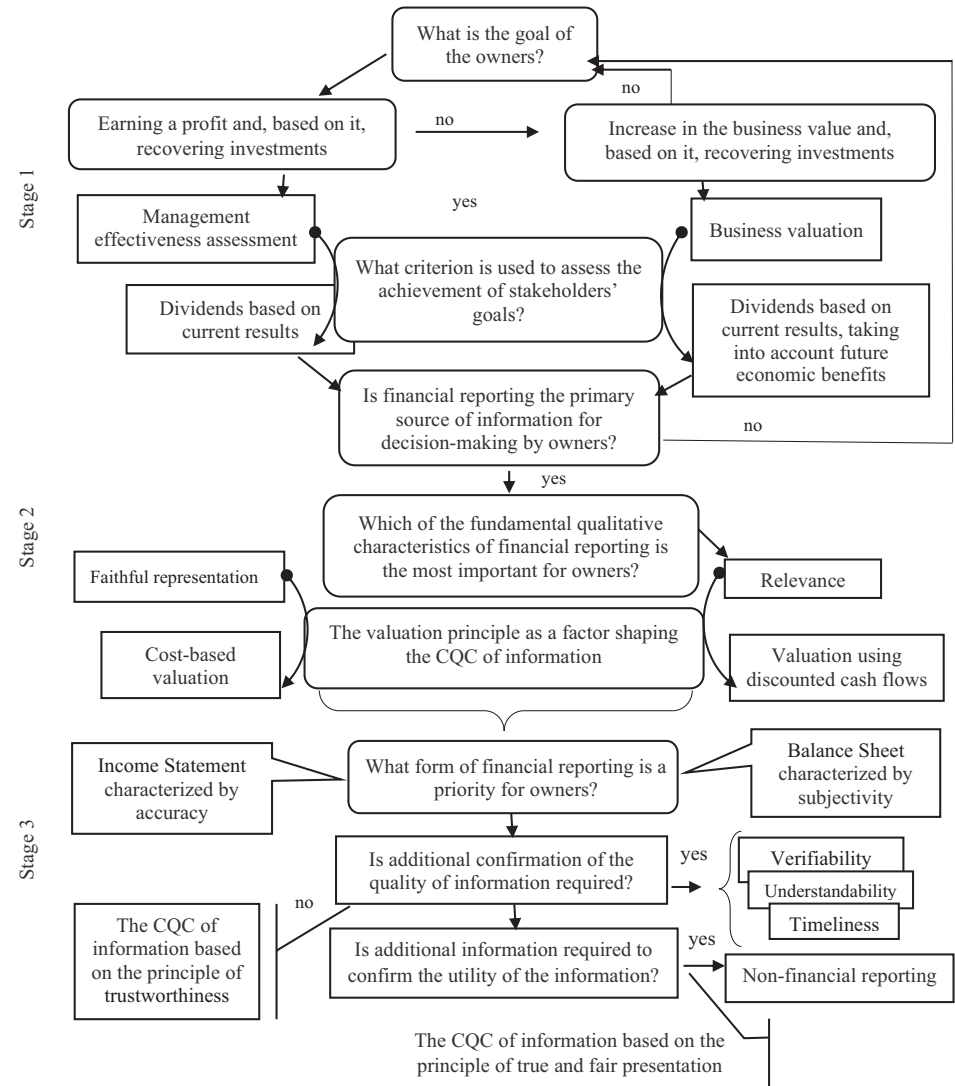 What is the goal of
the owners?
no
Earning a profit and, based on it,
recovering investments
no
Increase in the business value and,
based on it, recovering investments
Stage 1
yes
Management
effectiveness assessment
Business valuation
What criterion is used to assess the
achievement of stakeholders’
goals?
Dividends based on
current results
Dividends based on
current results, taking
into account future
economic benefits
Is financial reporting the primary
source of information for
decision-making by owners?
no
yes
Stage 2
Which of the fundamental qualitative
characteristics of financial reporting is
the most important for owners?
Faithful representation
Relevance
The valuation principle as a factor shaping
the CQC of information
Cost-based
valuation
Valuation using
discounted cash flows
Income Statement
characterized by
accuracy
What form of financial reporting is a
priority for owners?
Balance Sheet
characterized by
subjectivity
Stage 3
Is additional confirmation of the
quality of information required?
yes
Verifiability
Understandability
Timeliness
no
The CQC of
information based
on the principle of
trustworthiness
Is additional information required to
confirm the utility of the information?
yes
Non-financial reporting
The CQC of information based on the
principle of true and fair presentation